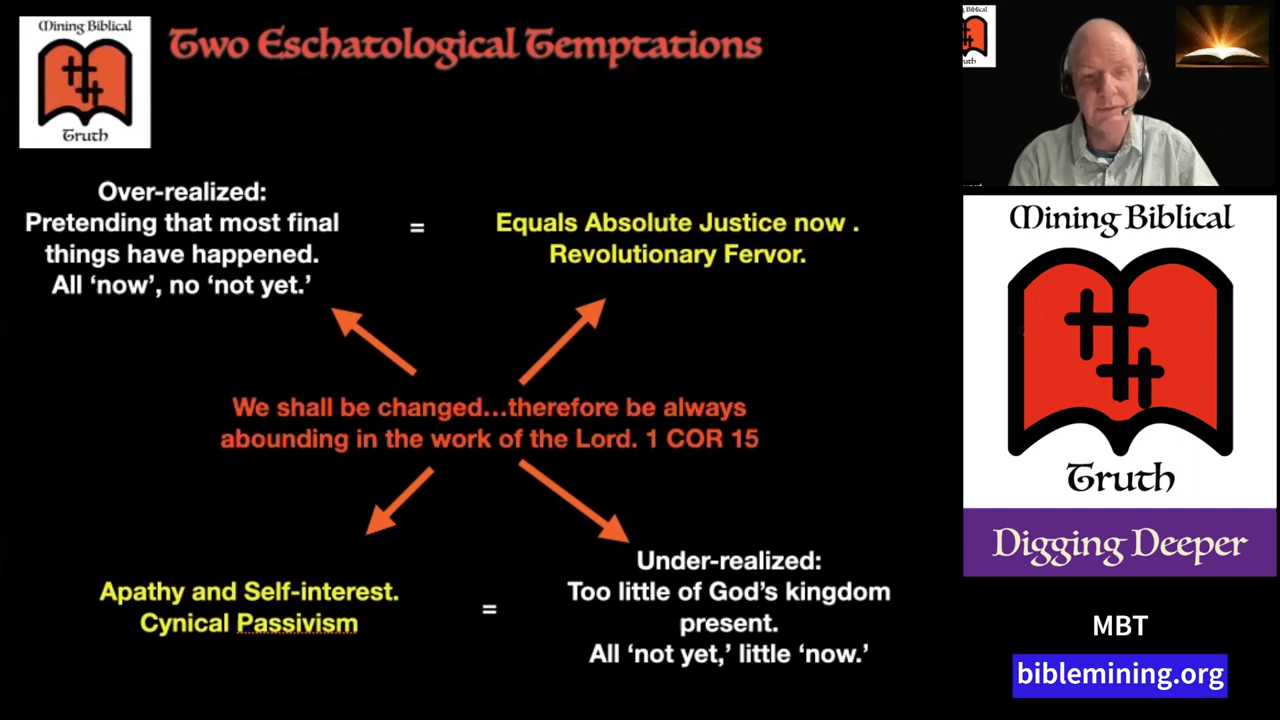 Mining Biblical
Truth
Two Eschatological Temptations
Over-realized:
Pretending that most final
things have happened.
All ‘now’, no ‘not yet.’
=
Equals Absolute Justice now .
Revolutionary Fervor.
We shall be changed...therefore be always
abounding in the work of the Lord. 1 COR 15
Apathy and Self-interest.
Cynical Passivism
=
Under-realized:
Too little of God’s kingdom
present.
All ‘not yet,’ little ‘now.’
Mining Biblical
Truth
Digging Deeper
MBT
biblemining.org